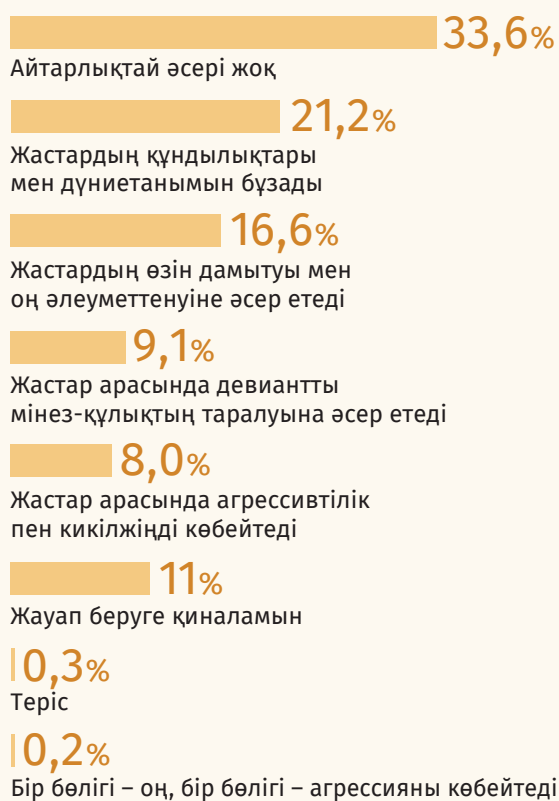 33,6%
Айтарлықтай әсері жоқ
21,2%
Жастардың құндылықтары
мен дүниетанымын бұзады
16,6%
Жастардың өзін дамытуы мен
оң әлеуметтенуіне әсер етеді
9,1%
Жастар арасында девиантты
мінез-құлықтың таралуына әсер етеді
8,0%
Жастар арасында агрессивтілік
пен кикілжіңді көбейтеді
11%
Жауап беруге қиналамын
0,3%
Теріс
0,2%
Бір бөлігі – оң, бір бөлігі – агрессияны көбейтеді